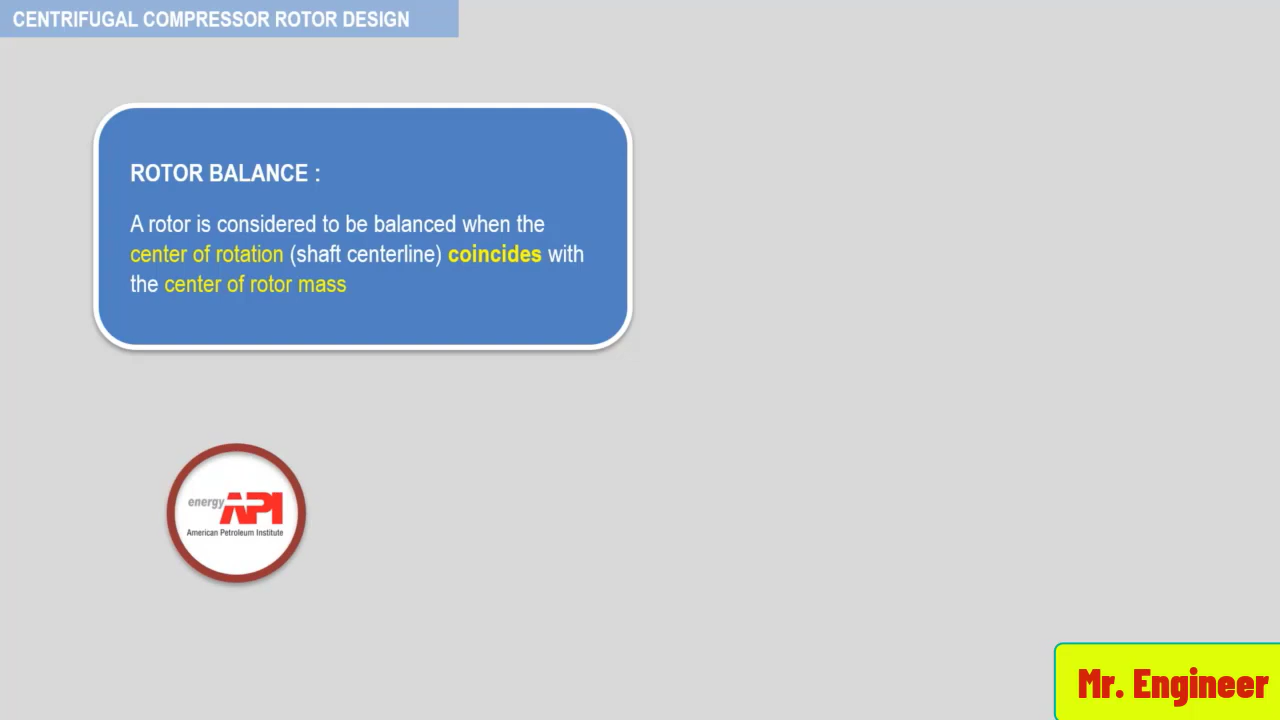 CENTRIFUGAL COMPRESSOR ROTOR DESIGN
ROTOR BALANCE :
A rotor is considered to be balanced when the
center of rotation (shaft centerline) coincides with
the center of rotor mass
energy API
American Petroleum Institute
Mr. Engineer